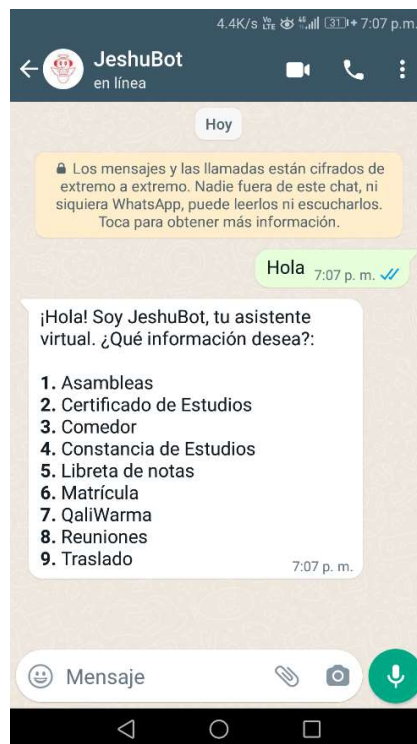 4.4K/s Vo LTE 46 31 7:07 p.m.
JeshuBot
en línea
Hoy
Los mensajes y las llamadas están cifrados de
extremo a extremo. Nadie fuera de este chat, ni
siquiera WhatsApp, puede leerlos ni escucharlos.
Toca para obtener más información.
Hola 7:07 p. m.
¡Hola! Soy JeshuBot, tu asistente
virtual. ¿Qué información desea?:
1. Asambleas
2. Certificado de Estudios
3. Comedor
4. Constancia de Estudios
5. Libreta de notas
6. Matrícula
7. QaliWarma
8. Reuniones
9. Traslado
7:07 p. m.
Mensaje